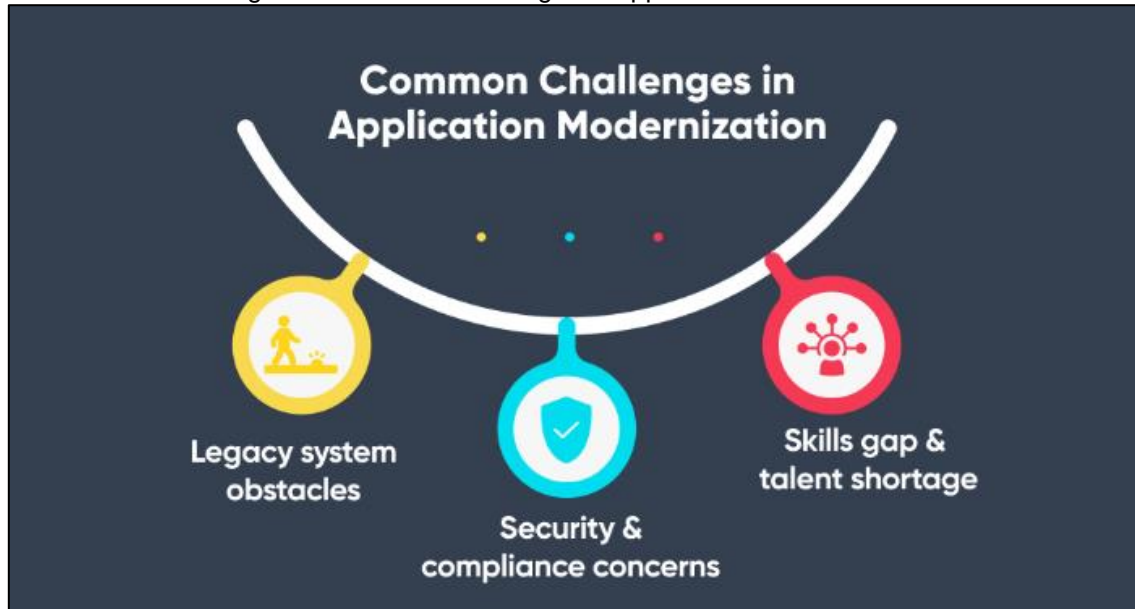 Common Challenges in
Application Modernization
Legacy system
obstacles
Security &
compliance concerns
Skills gap &
talent shortage